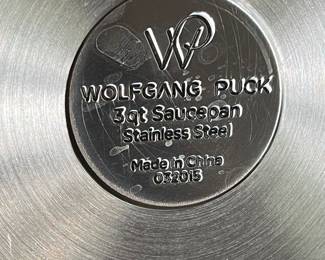 WP
WOLFGANG PUCK
3qt Saucepan
Stainless Steel
Made in China
032015